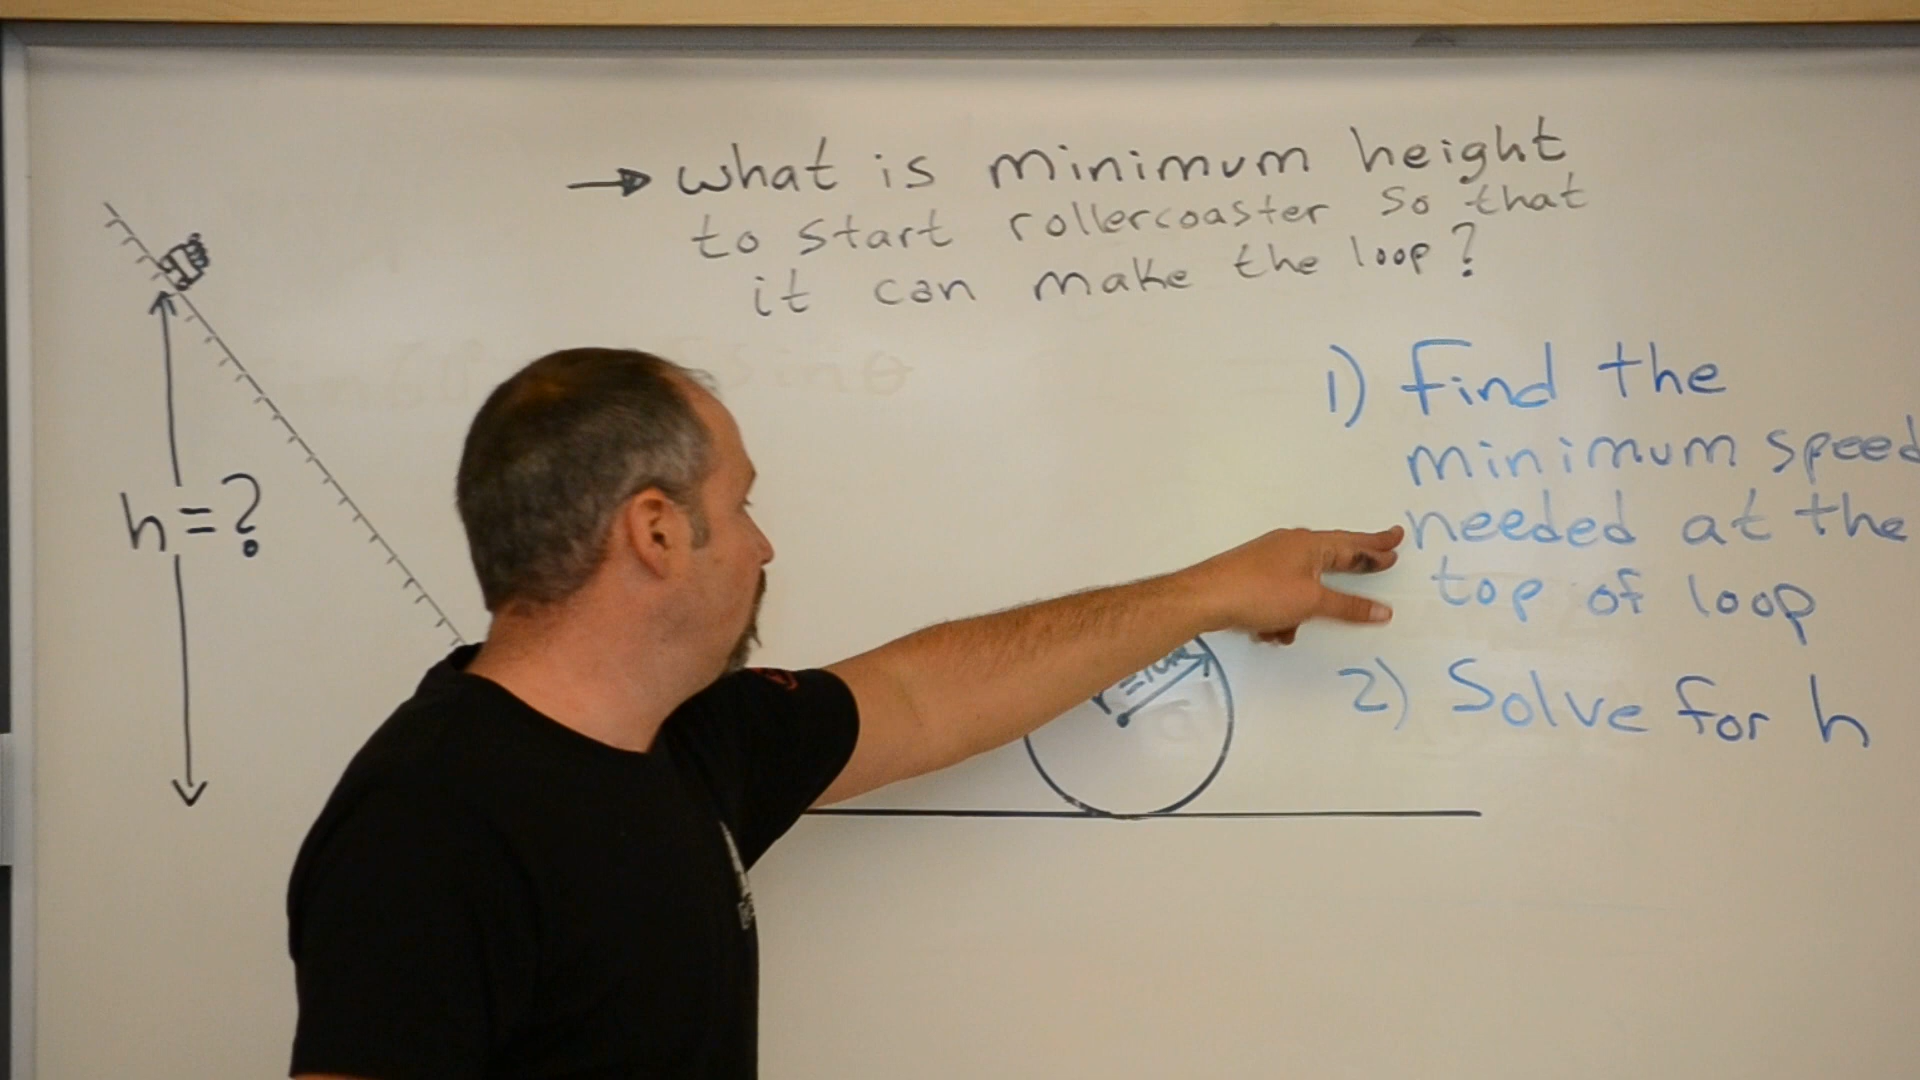 → what is minimum height
to start rollercoaster so that
it can make the loop?
h=?
1) find the
minimum speed
needed at the
top of loop
2) Solve for h